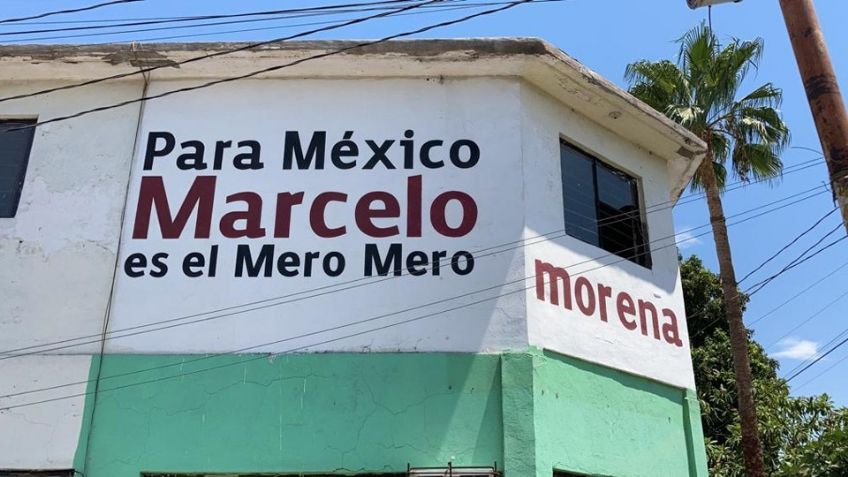 Para México
Marcelo
es el Mero Mero
morena